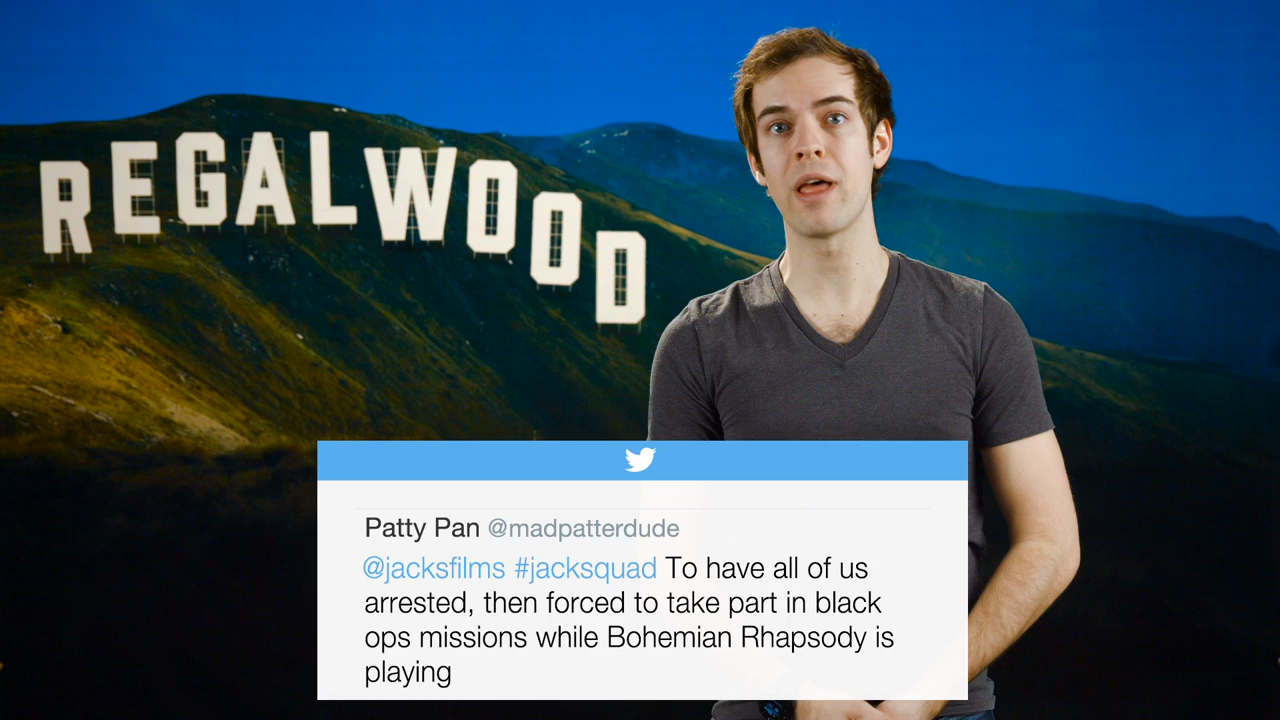 REGALWOOD
Patty Pan @madpatterdude
@jacksfilms #jacksquad To have all of us
arrested, then forced to take part in black
ops missions while Bohemian Rhapsody is
playing